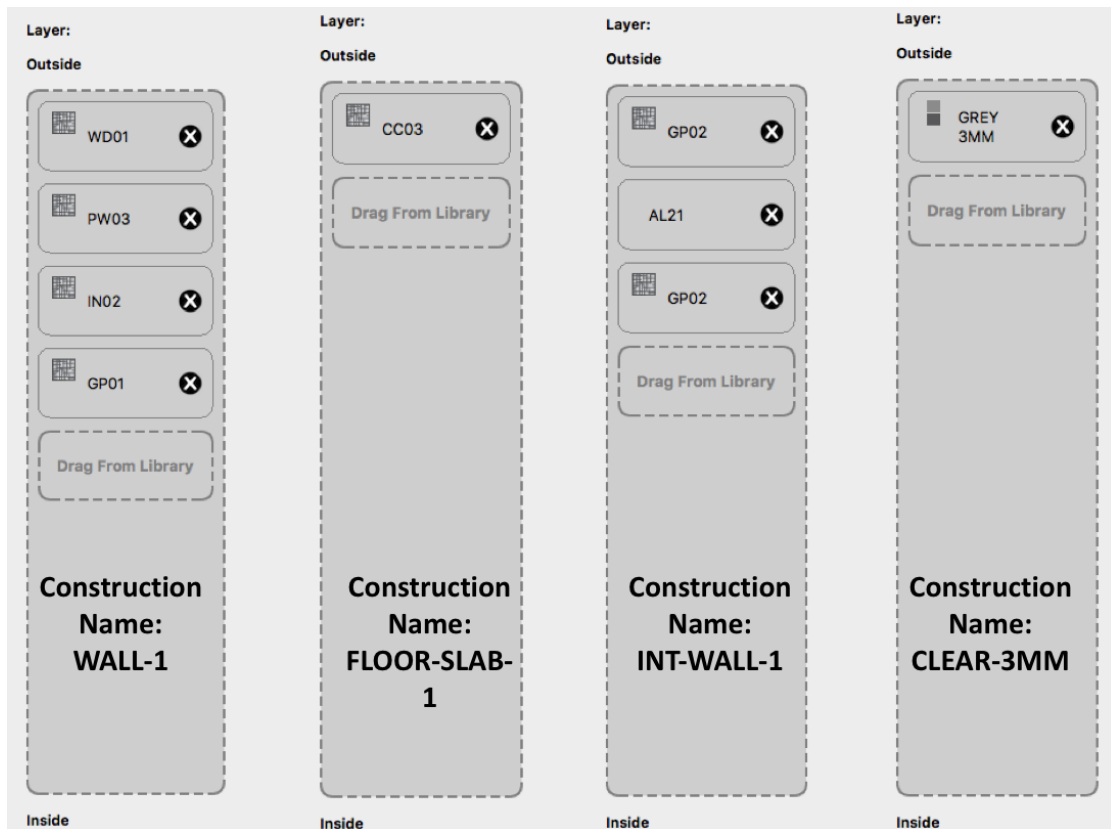 Layer:
Outside
WD01
PW03
IN02
GP01
Drag From Library
Construction
Name:
WALL-1
Inside
Layer:
Outside
CC03
Drag From Library
Construction
Name:
FLOOR-SLAB-
1
Inside
Layer:
Outside
GP02
AL21
GP02
Drag From Library
Construction
Name:
INT-WALL-1
Inside
Layer:
Outside
GREY
3MM
Drag From Library
Construction
Name:
CLEAR-3MM
Inside